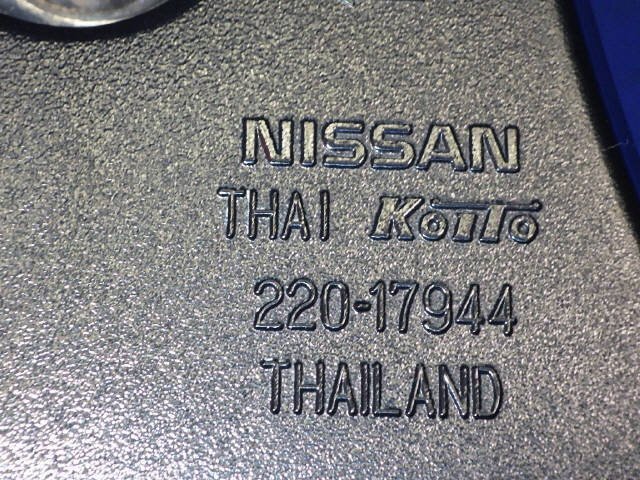 NISSAN
THAI KOITO
220-17944
THAILAND